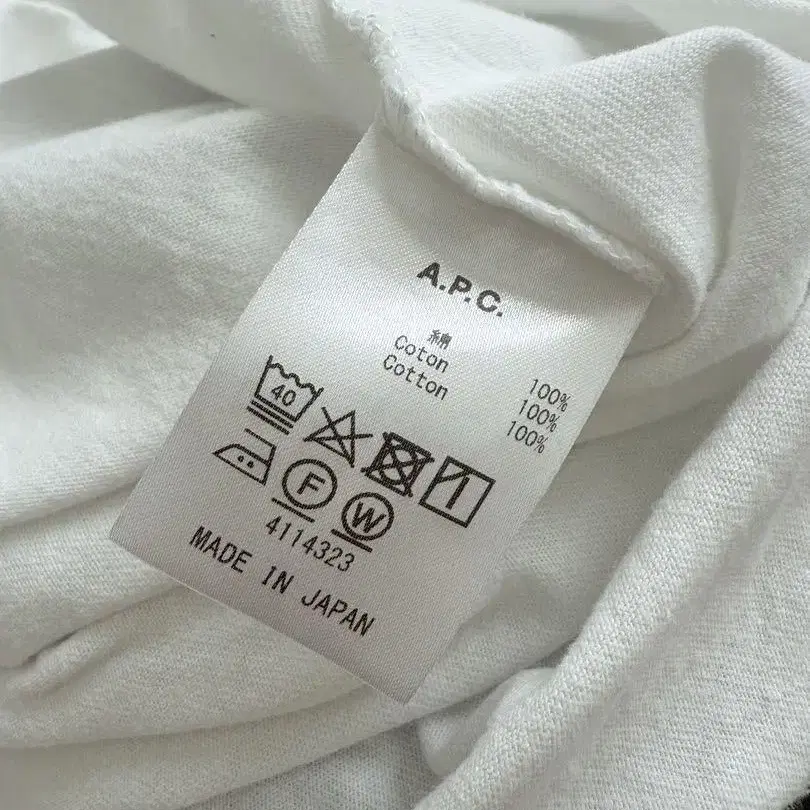 A.P.C.
綿 100%
Coton 100%
Cotton 100%
40
F W
4114323
MADE IN JAPAN